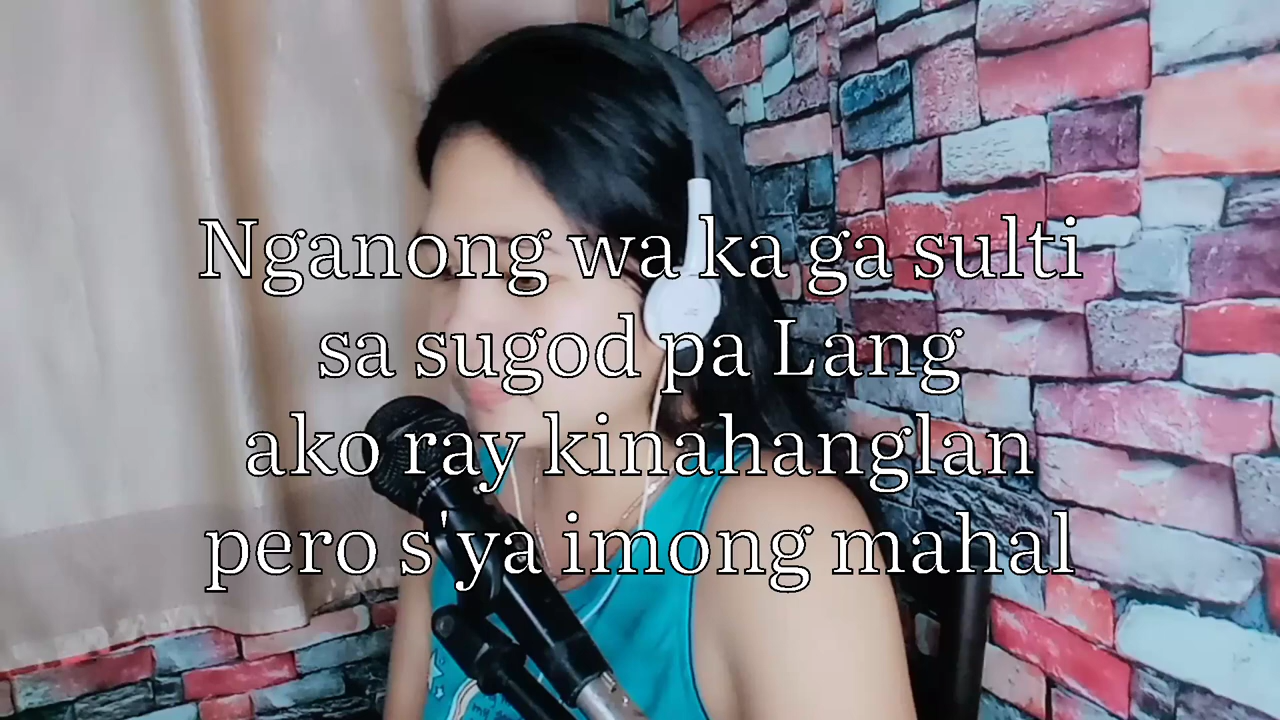 Nganong wa ka ga sulti
sa sugod pa Lang
ako ray kinahanglan
pero s'ya imong mahal